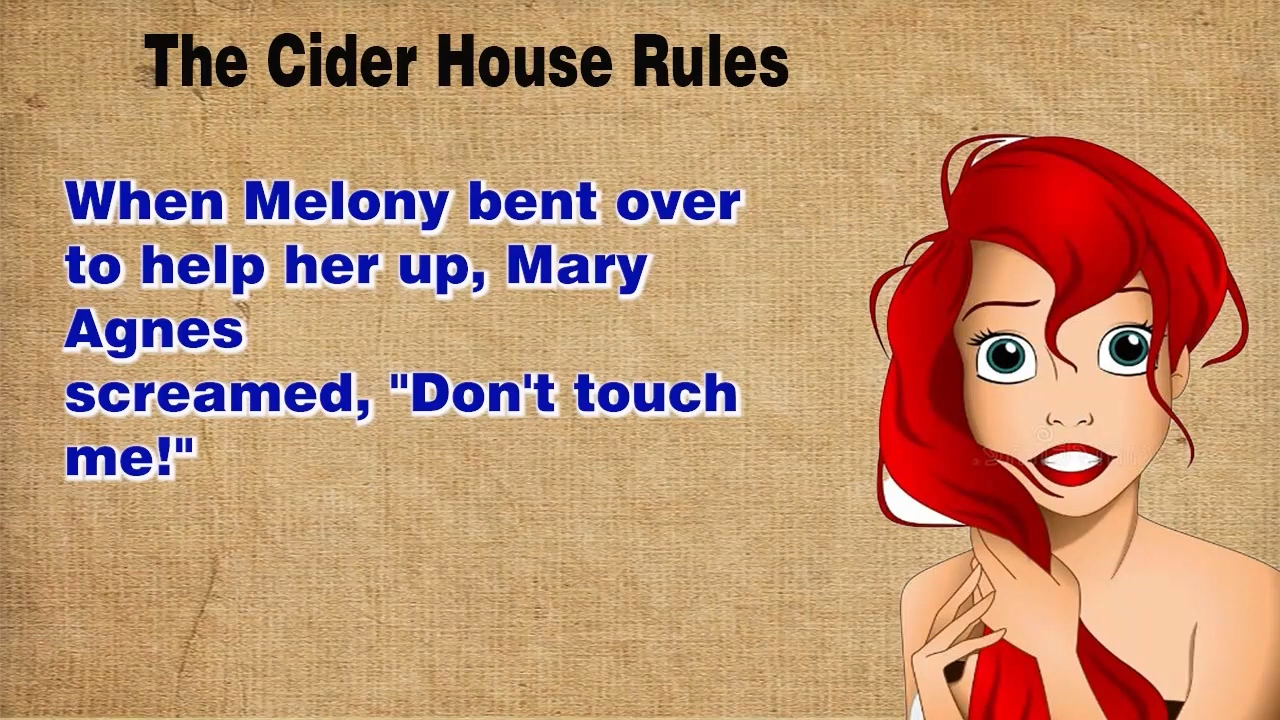 The Cider House Rules
When Melony bent over
to help her up, Mary
Agnes
screamed, "Don't touch
me!"